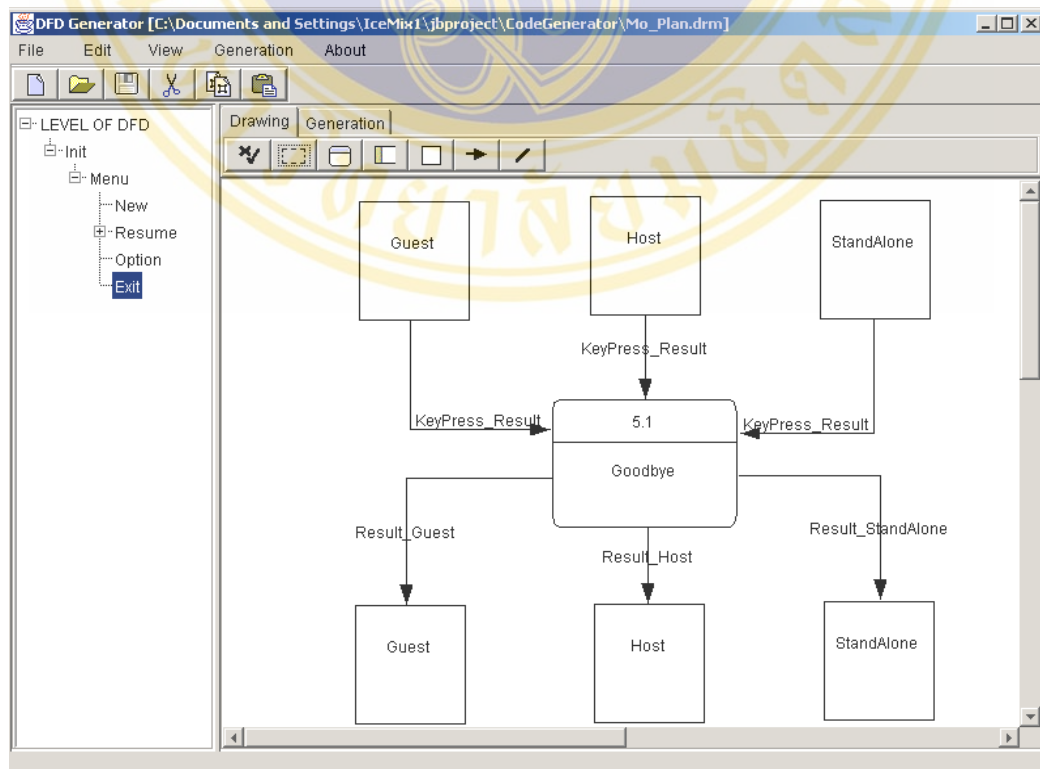 DFD Generator [C:\Documents and Settings\IceMix1\jbproject\CodeGenerator\Mo_Plan.drm]
File Edit View Generation About
LEVEL OF DFD
Init
Menu
New
Resume
Option
Exit
Drawing Generation
Guest
Host
StandAlone
KeyPress_Result
KeyPress_Result
KeyPress_Result
5.1
Goodbye
Result_Guest
Result_Host
Result_StandAlone
Guest
Host
StandAlone